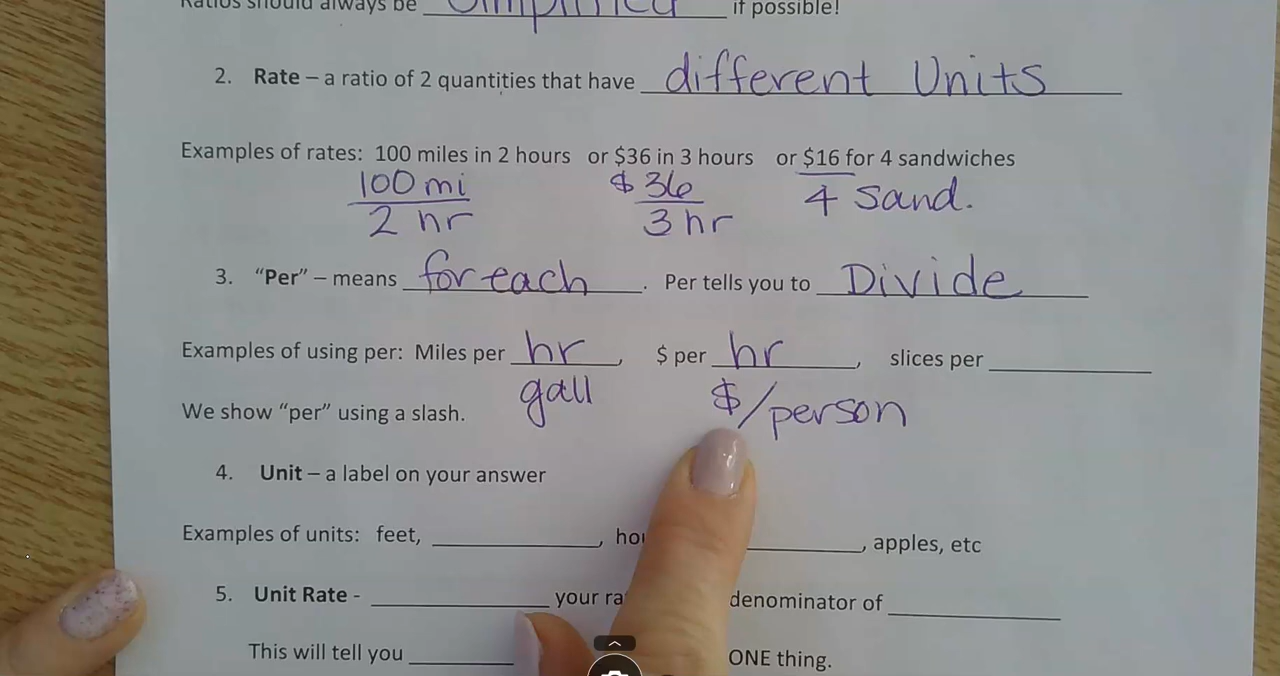 Ratios should always be Simplified if possible!
2. Rate – a ratio of 2 quantities that have different Units
Examples of rates: 100 miles in 2 hours or $36 in 3 hours or $16 for 4 sandwiches
100 mi $36 4 sand.
2 hr 3 hr
3. “Per” – means for each. Per tells you to Divide
Examples of using per: Miles per hr, $ per hr, slices per
gall $/person
We show “per” using a slash.
4. Unit – a label on your answer
Examples of units: feet, , , apples, etc
5. Unit Rate - your denominator of
This will tell you ONE thing.